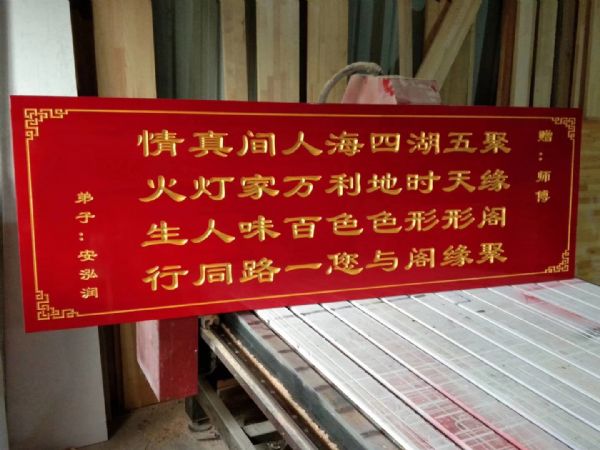 赠：师傅
聚五湖四海人间真情
缘天时地利万家灯火
阁形形色色百味人生
聚缘阁与您一路同行
弟子：安泓润